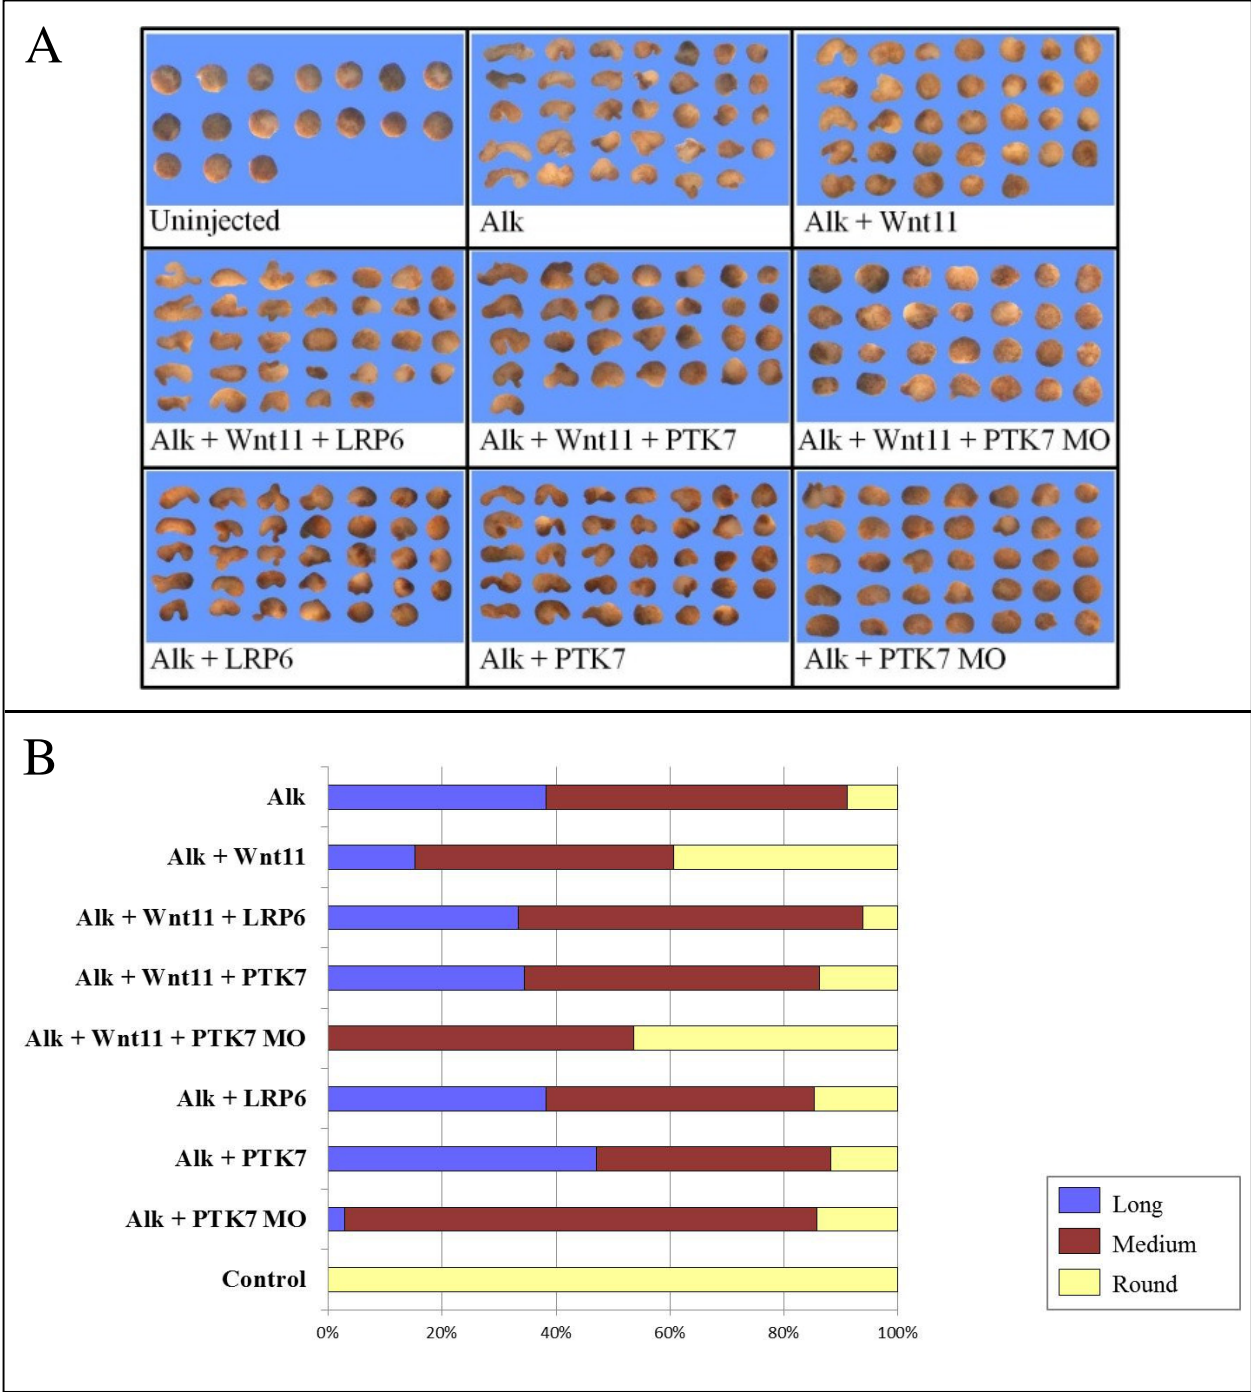 A
Uninjected
Alk
Alk + Wnt11
Alk + Wnt11 + LRP6
Alk + Wnt11 + PTK7
Alk + Wnt11 + PTK7 MO
Alk + LRP6
Alk + PTK7
Alk + PTK7 MO
B
Alk
Alk + Wnt11
Alk + Wnt11 + LRP6
Alk + Wnt11 + PTK7
Alk + Wnt11 + PTK7 MO
Alk + LRP6
Alk + PTK7
Alk + PTK7 MO
Control
0% 20% 40% 60% 80% 100%
Long
Medium
Round